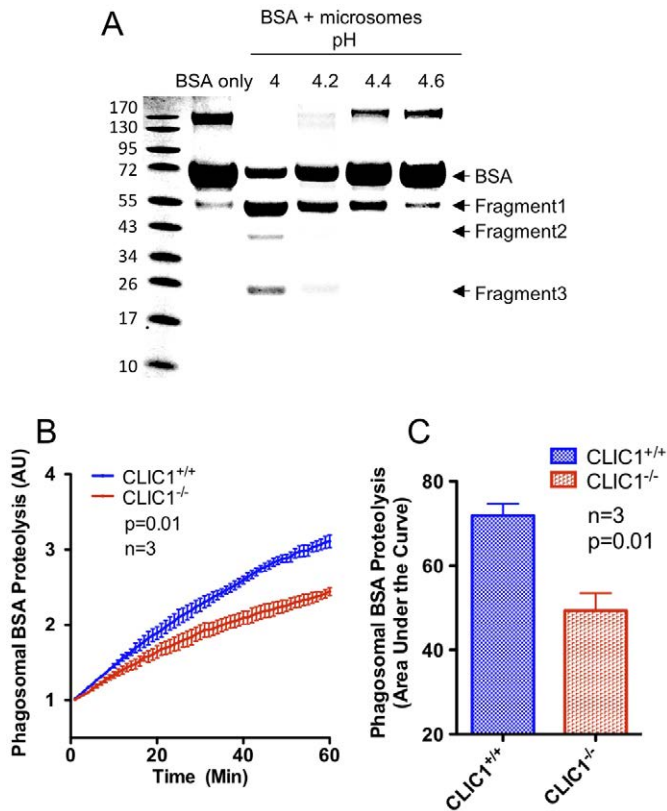 A
BSA + microsomes
pH
BSA only 4 4.2 4.4 4.6
170
130
95
72
55
43
34
26
17
10
BSA
Fragment1
Fragment2
Fragment3
B
Phagosomal BSA Proteolysis (AU)
4
3
2
1
CLIC1+/+
CLIC1-/-
p=0.01
n=3
0 20 40 60
Time (Min)
C
CLIC1+/+
CLIC1-/-
n=3
p=0.01
Phagosomal BSA Proteolysis
(Area Under the Curve)
80
60
40
20
CLIC1+/+
CLIC1-/-